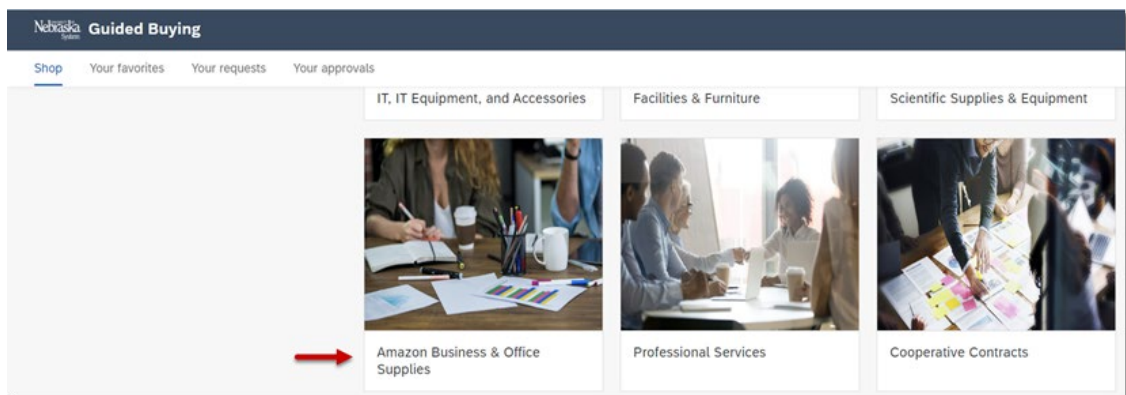 Nebraska System Guided Buying
Shop Your favorites Your requests Your approvals
IT, IT Equipment, and Accessories Facilities & Furniture Scientific Supplies & Equipment
Amazon Business & Office Professional Services Cooperative Contracts
Supplies